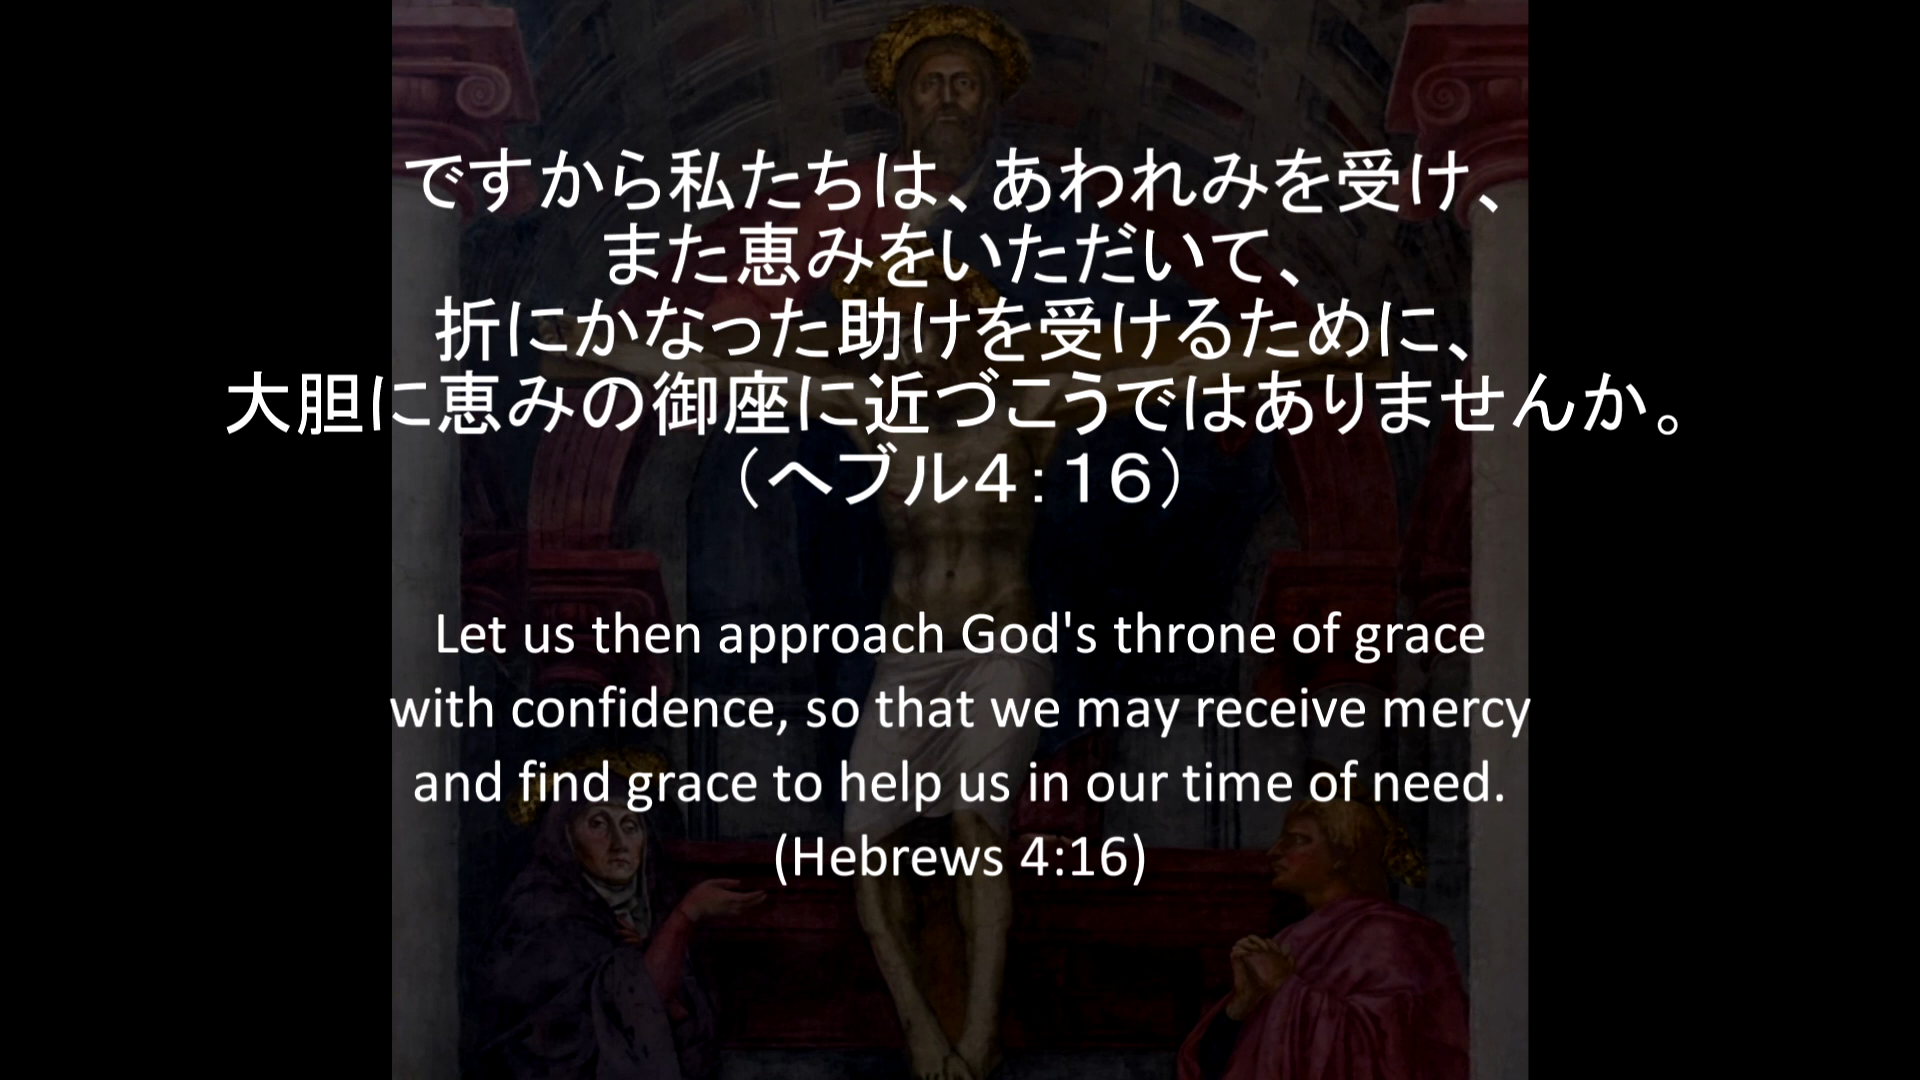 ですから私たちは、あわれみを受け、
また恵みをいただいて、
折にかなった助けを受けるために、
大胆に恵みの御座に近づこうではありませんか。
（ヘブル４：１６）
Let us then approach God's throne of grace
with confidence, so that we may receive mercy
and find grace to help us in our time of need.
(Hebrews 4:16)